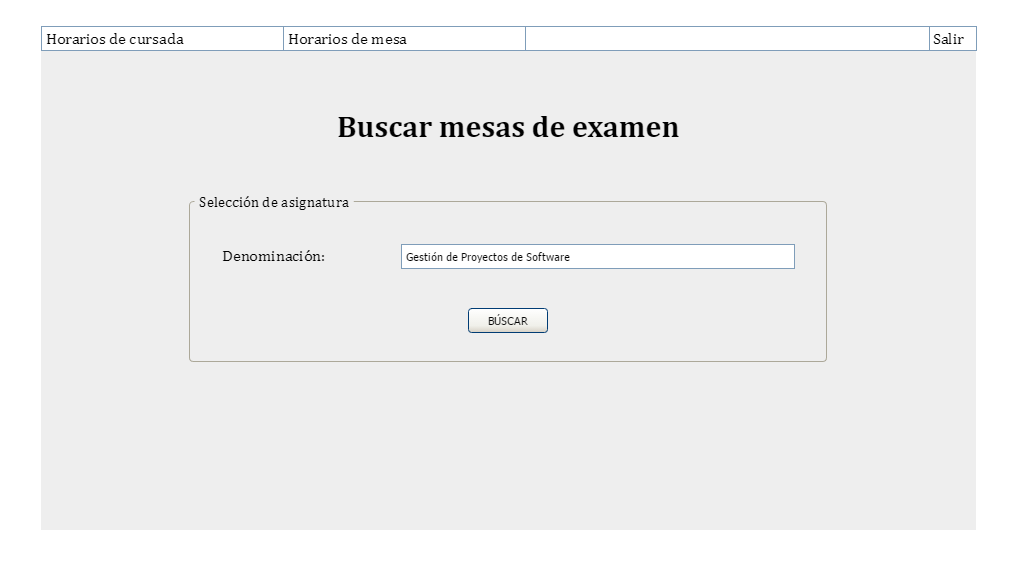 Horarios de cursada Horarios de mesa Salir
Buscar mesas de examen
Selección de asignatura
Denominación: Gestión de Proyectos de Software
BÚSCAR